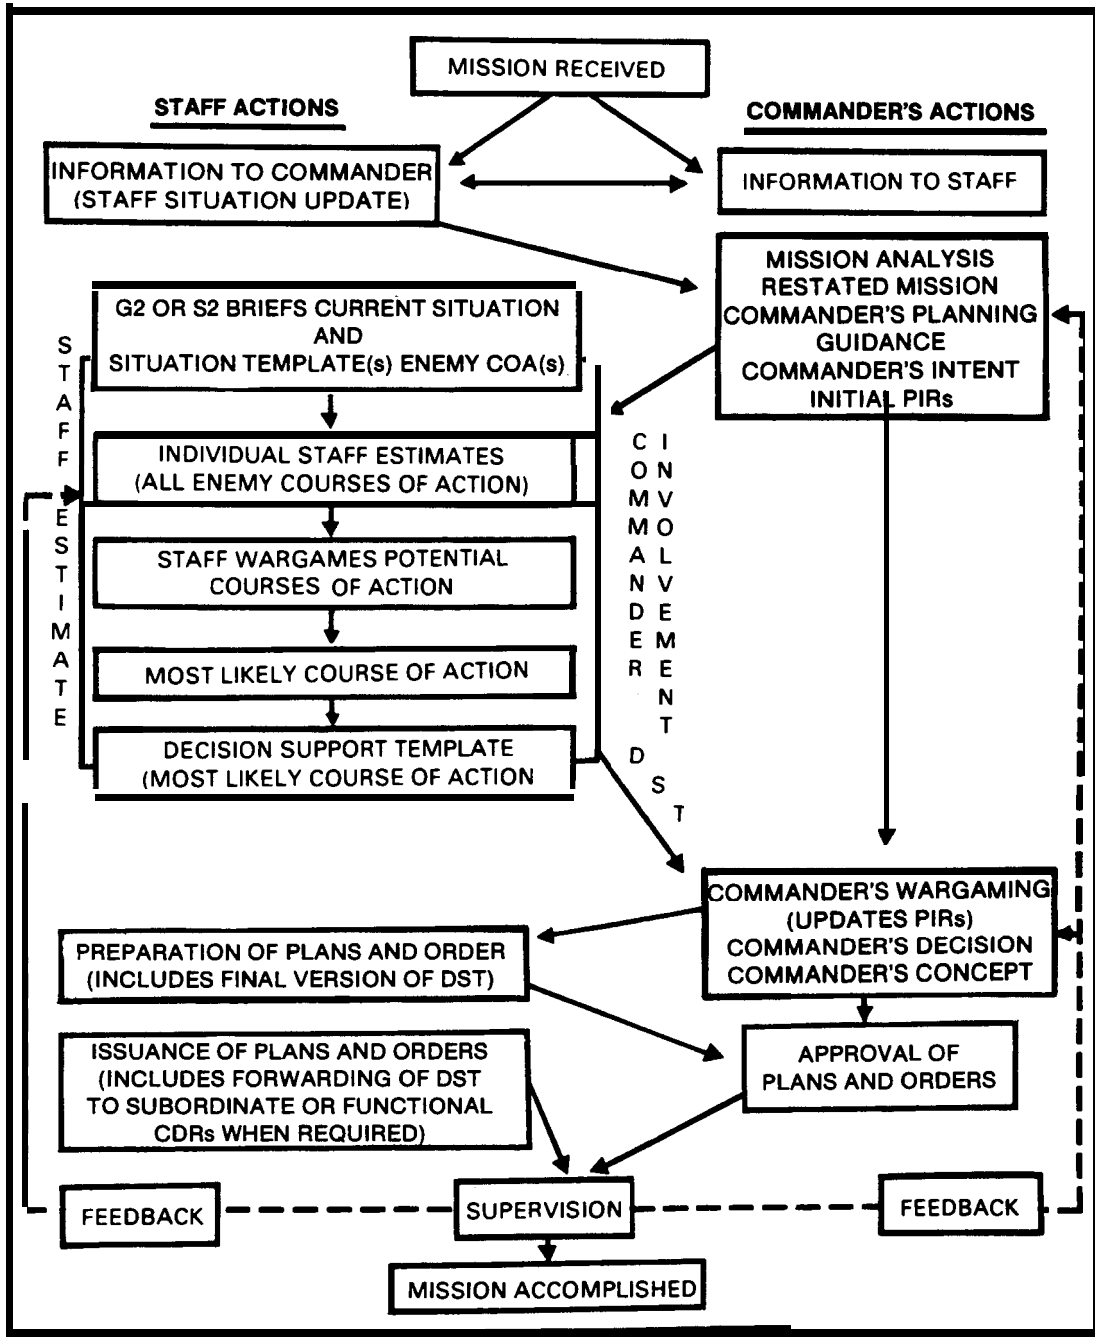 MISSION RECEIVED
STAFF ACTIONS
COMMANDER'S ACTIONS
INFORMATION TO COMMANDER
(STAFF SITUATION UPDATE)
INFORMATION TO STAFF
MISSION ANALYSIS
RESTATED MISSION
COMMANDER'S PLANNING
GUIDANCE
COMMANDER'S INTENT
INITIAL PIRs
G2 OR S2 BRIEFS CURRENT SITUATION
AND
SITUATION TEMPLATE(s) ENEMY COA(s)
STAFF ESTIMATE
INDIVIDUAL STAFF ESTIMATES
(ALL ENEMY COURSES OF ACTION)
STAFF WARGAMES POTENTIAL
COURSES OF ACTION
MOST LIKELY COURSE OF ACTION
DECISION SUPPORT TEMPLATE
(MOST LIKELY COURSE OF ACTION
COMMANDER
INVOLVEMENT
DST
COMMANDER'S WARGAMING
(UPDATES PIRs)
COMMANDER'S DECISION
COMMANDER'S CONCEPT
PREPARATION OF PLANS AND ORDER
(INCLUDES FINAL VERSION OF DST)
APPROVAL OF
PLANS AND ORDERS
ISSUANCE OF PLANS AND ORDERS
(INCLUDES FORWARDING OF DST
TO SUBORDINATE OR FUNCTIONAL
CDRs WHEN REQUIRED)
FEEDBACK
SUPERVISION
FEEDBACK
MISSION ACCOMPLISHED